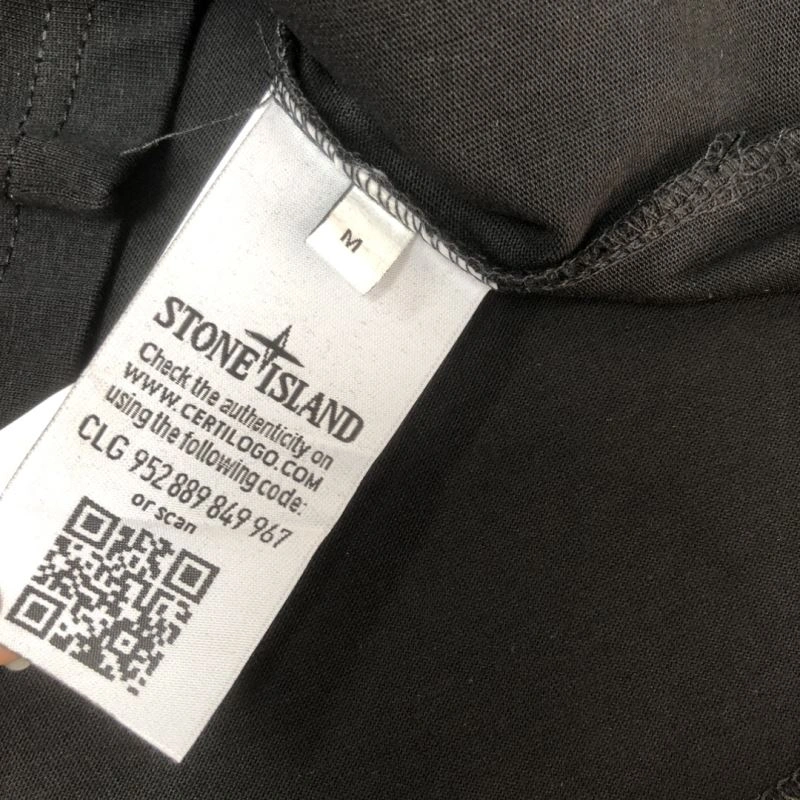 M
STONE ISLAND
Check the authenticity on
WWW.CERTILOGO.COM
using the following code:
CLG 952 889 849 967
or scan